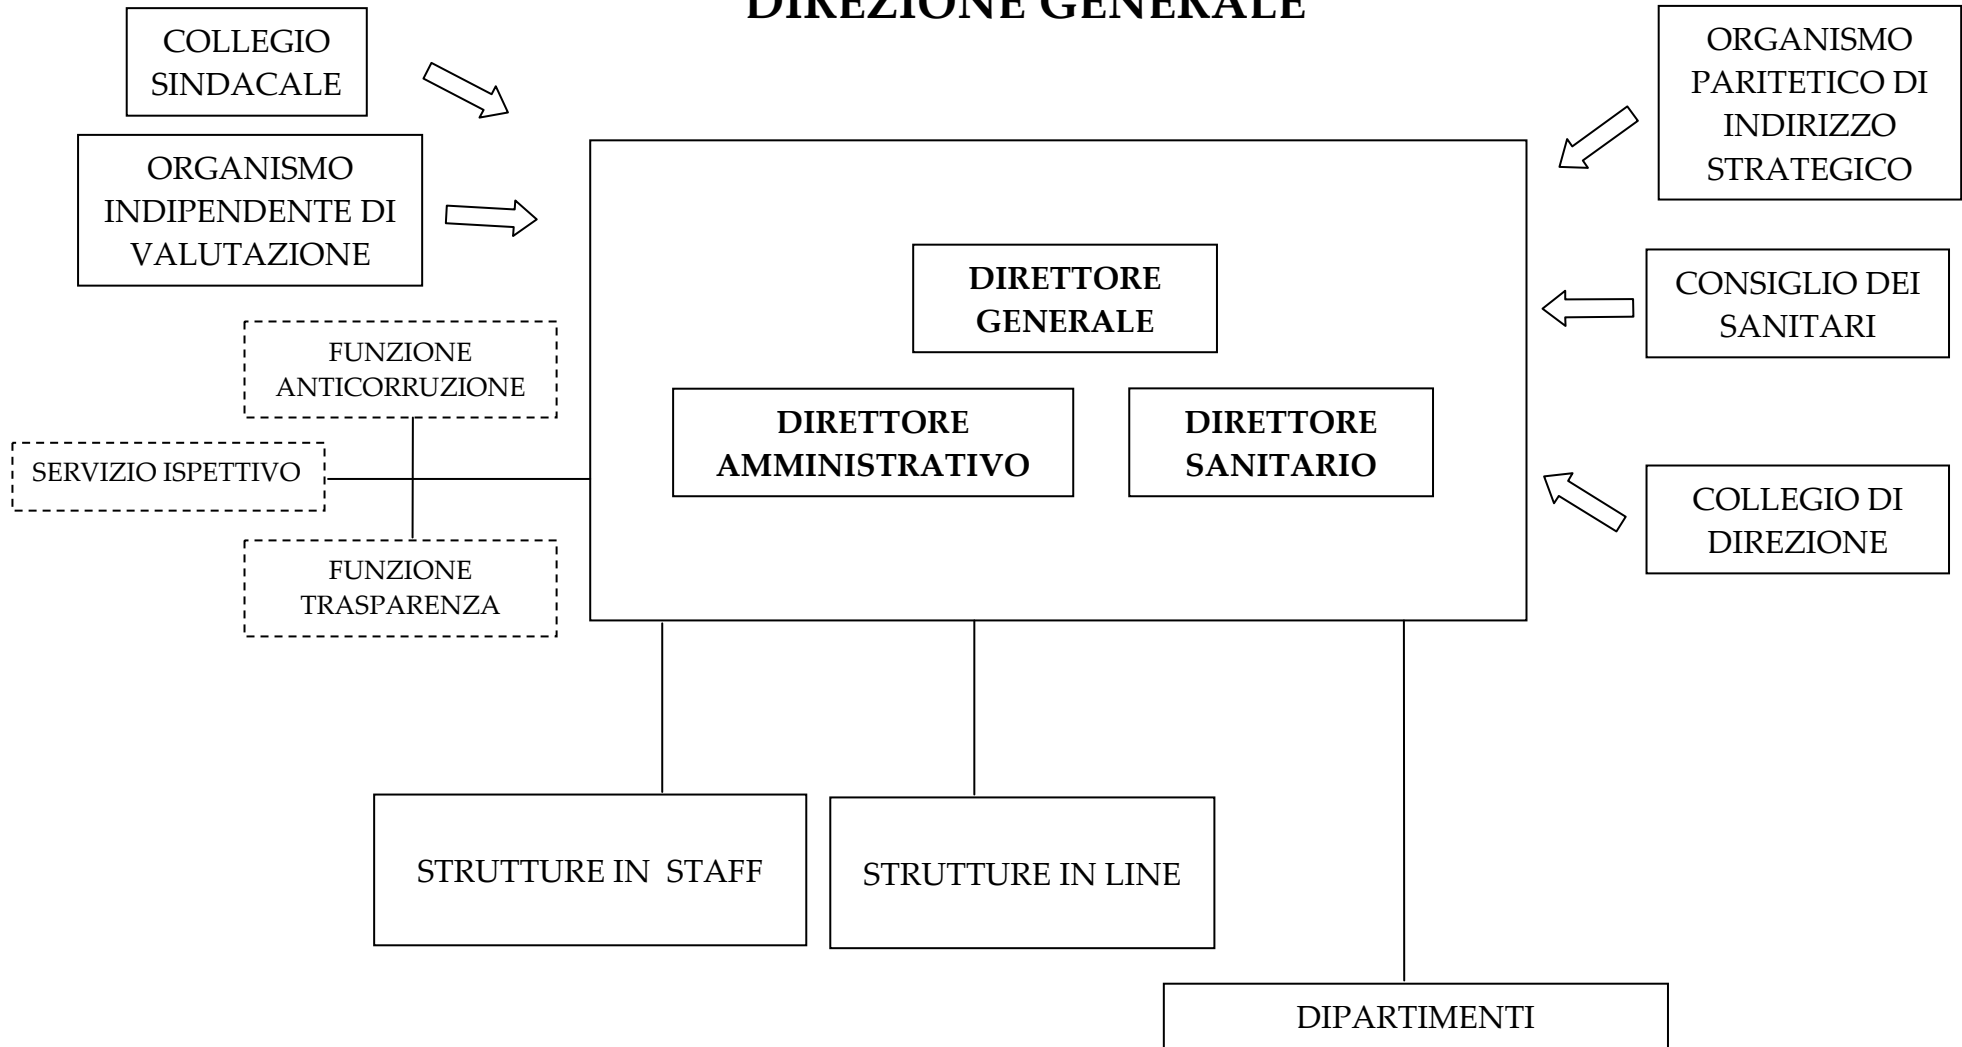 DIREZIONE GENERALE
COLLEGIO
SINDACALE
ORGANISMO
PARITETICO DI
INDIRIZZO
STRATEGICO
ORGANISMO
INDIPENDENTE DI
VALUTAZIONE
DIRETTORE
GENERALE
CONSIGLIO DEI
SANITARI
FUNZIONE
ANTICORRUZIONE
DIRETTORE
AMMINISTRATIVO
DIRETTORE
SANITARIO
SERVIZIO ISPETTIVO
COLLEGIO DI
DIREZIONE
FUNZIONE
TRASPARENZA
STRUTTURE IN  STAFF
STRUTTURE IN LINE
DIPARTIMENTI